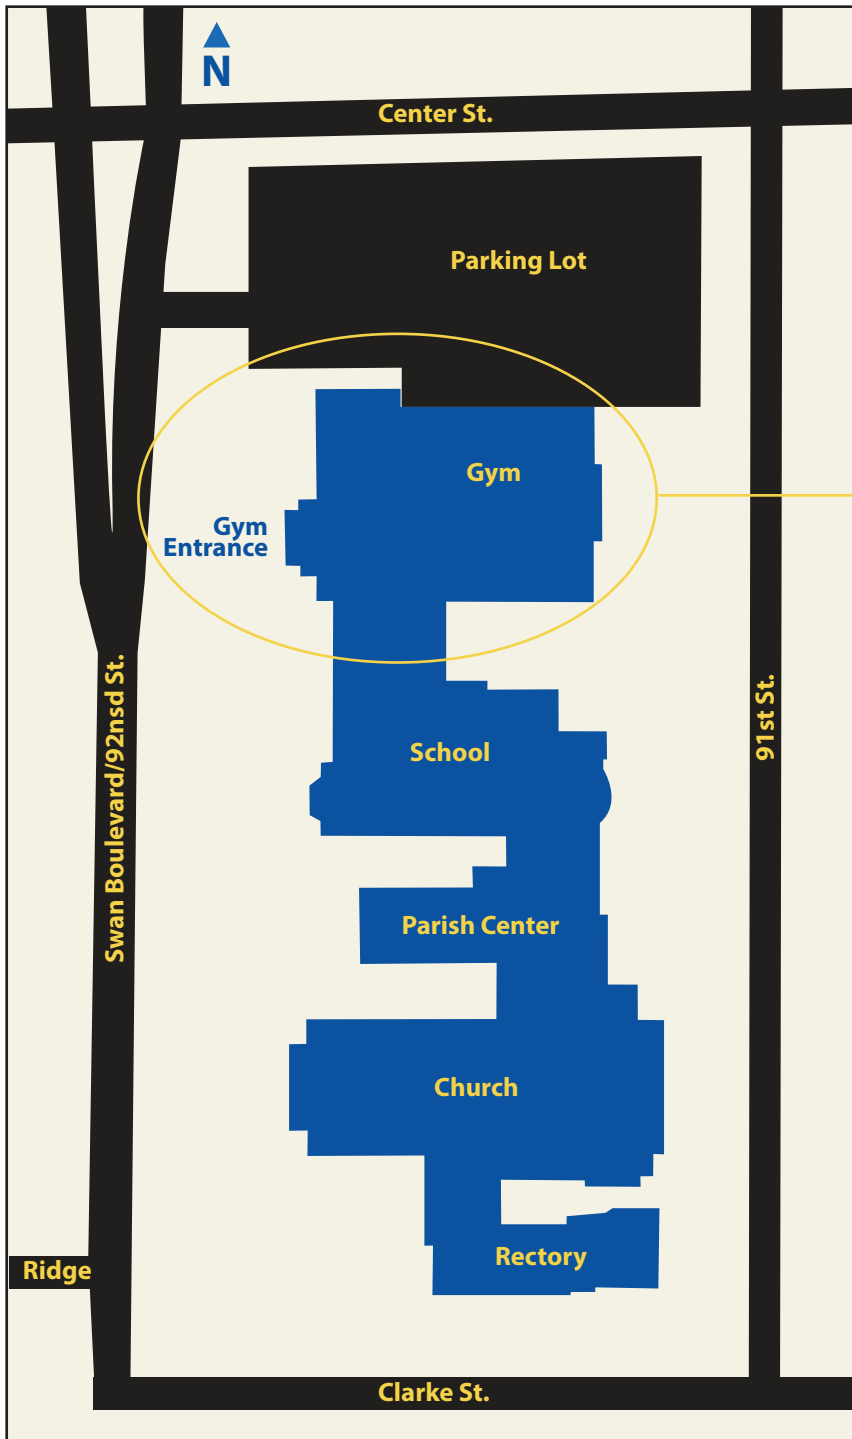 N
Center St.
Parking Lot
Gym
Gym
Entrance
School
Swan Boulevard/92nsd St.
91st St.
Parish Center
Church
Rectory
Ridge
Clarke St.